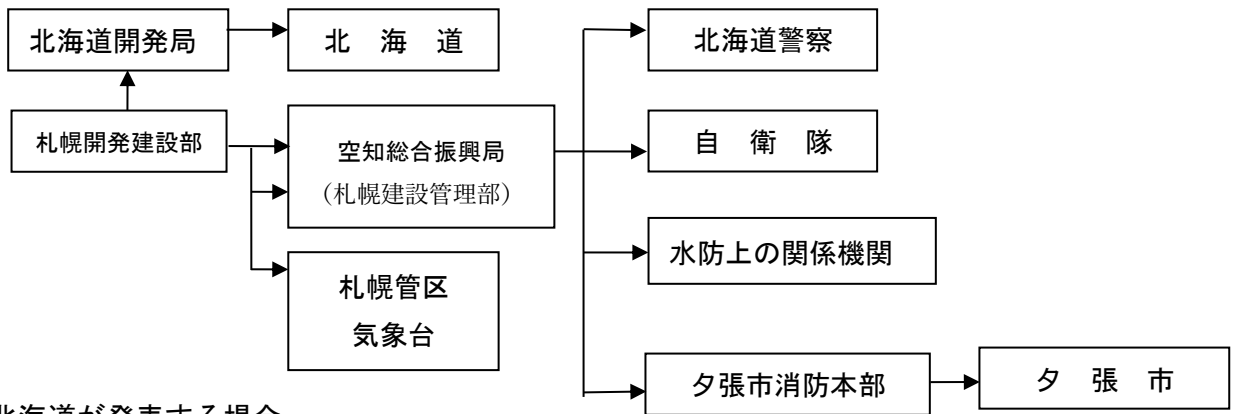 北海道開発局
北　海　道
北海道警察
札幌開発建設部
空知総合振興局
（札幌建設管理部）
自　衛　隊
水防上の関係機関
札幌管区
気象台
夕張市消防本部
夕　張　市
北海道が発表する場合